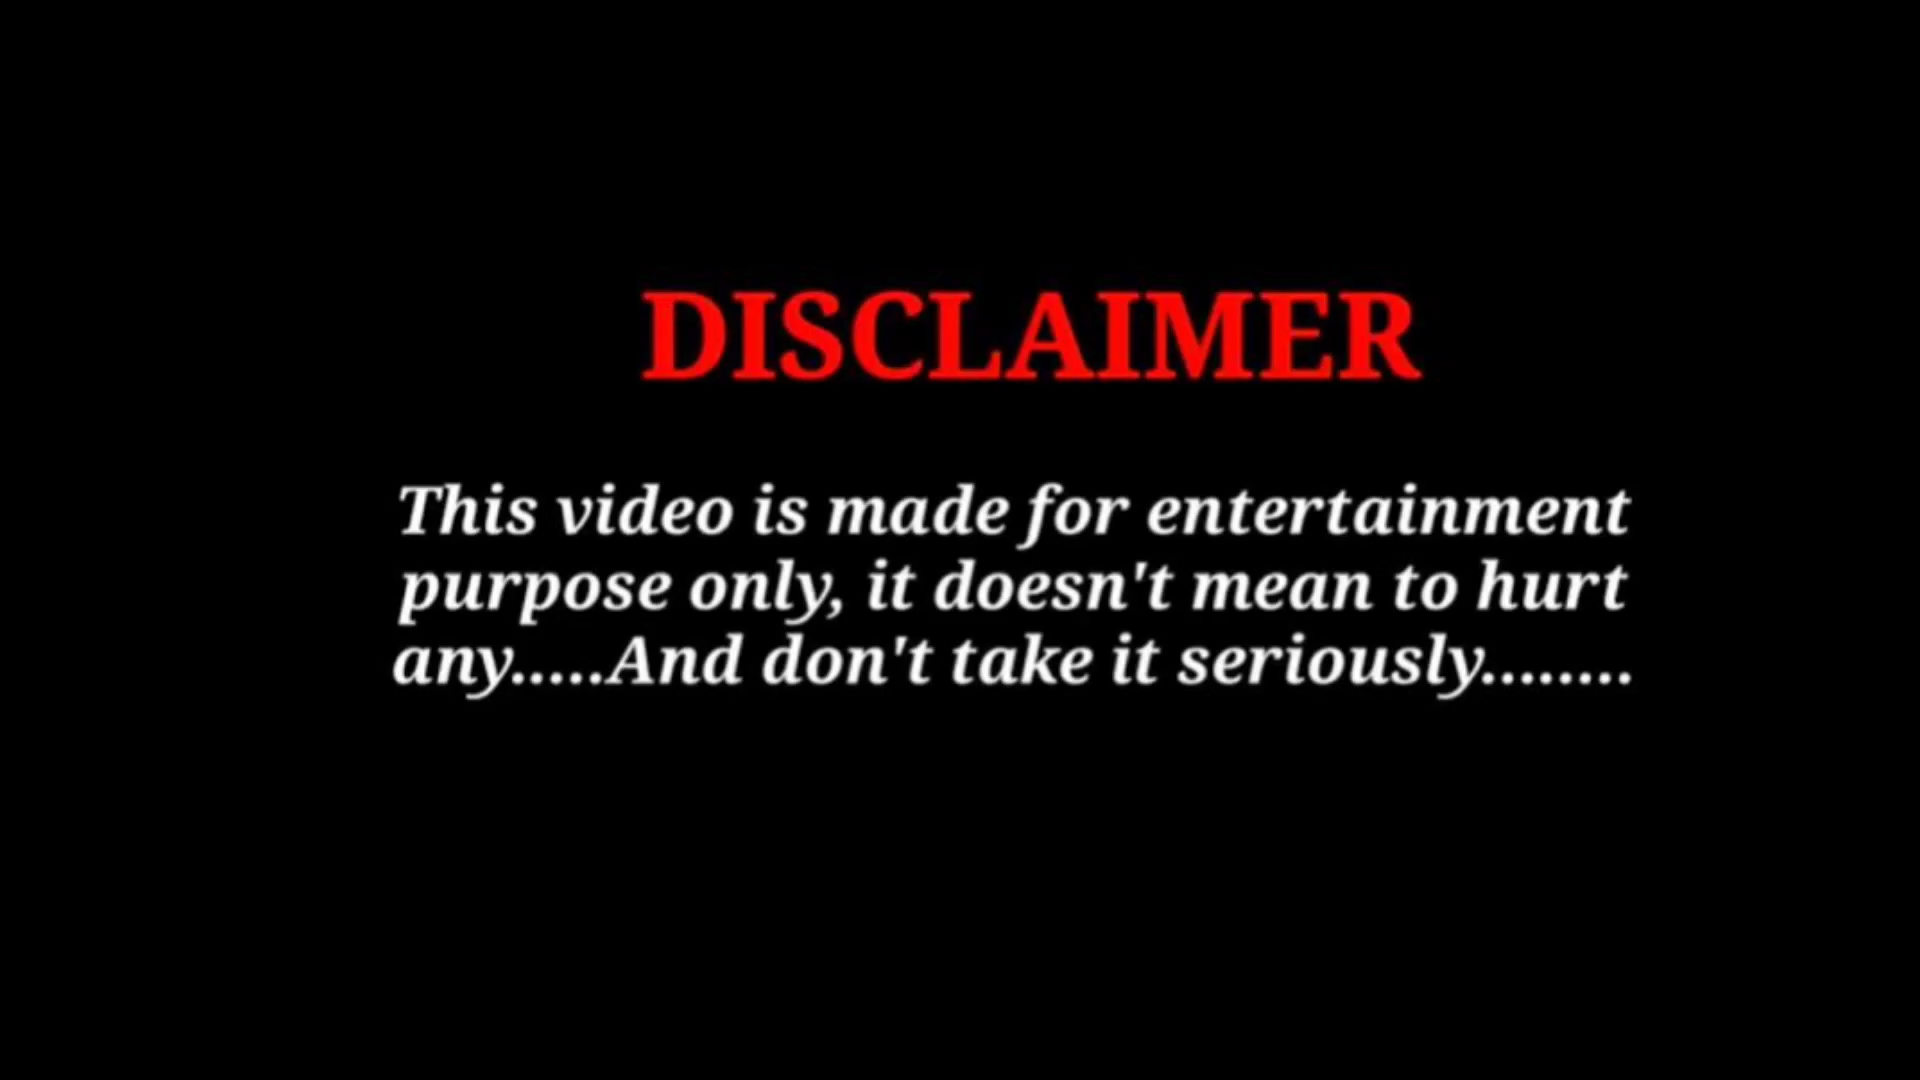 DISCLAIMER
This video is made for entertainment
purpose only, it doesn't mean to hurt
any.....And don't take it seriously........